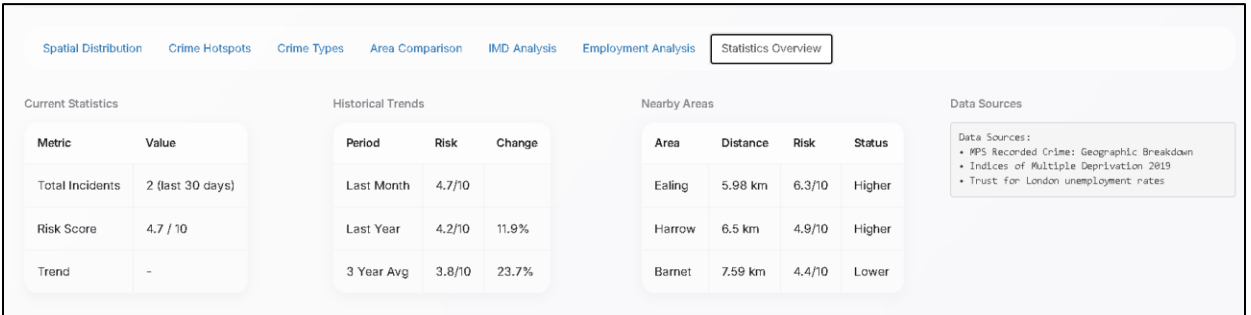 Spatial Distribution Crime Hotspots Crime Types Area Comparison IMD Analysis Employment Analysis Statistics Overview
Current Statistics
Metric Value
Total Incidents 2 (last 30 days)
Risk Score 4.7 / 10
Trend -
Historical Trends
Period Risk Change
Last Month 4.7/10
Last Year 4.2/10 11.9%
3 Year Avg 3.8/10 23.7%
Nearby Areas
Area Distance Risk Status
Ealing 5.98 km 6.3/10 Higher
Harrow 6.5 km 4.9/10 Higher
Barnet 7.59 km 4.4/10 Lower
Data Sources
Data Sources:
• MPS Recorded Crime: Geographic Breakdown
• Indices of Multiple Deprivation 2019
• Trust for London unemployment rates